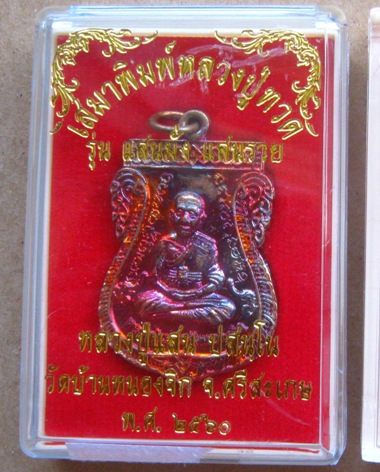 เสมาพิมพ์หลวงปู่ทวด
รุ่น แสนมั่ง แสนรวย
หลวงปู่แสน ปสนฺโน
วัดบ้านหนองจิก จ.ศรีสะเกษ
พ.ศ. ๒๕๖๐